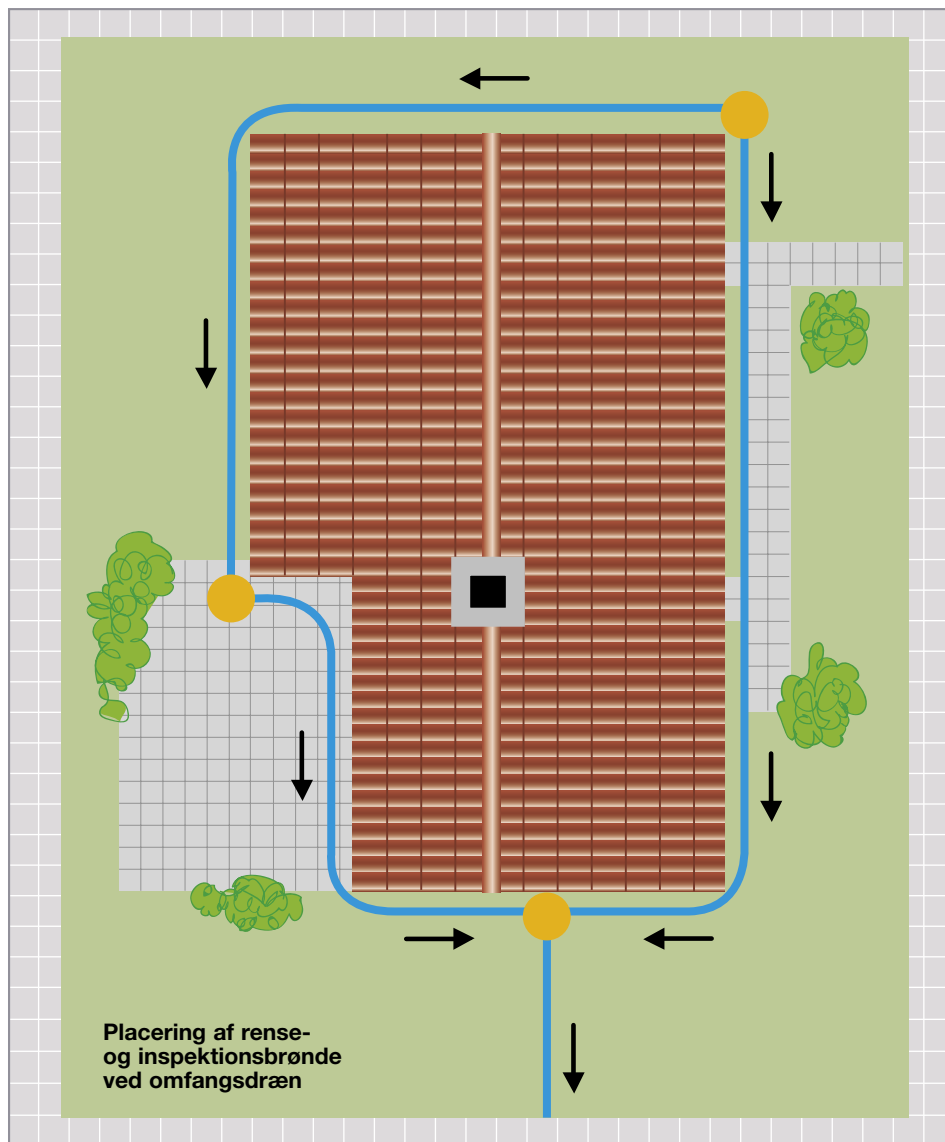 Placering af rense-
og inspektionsbrønde
ved omfangsdræn